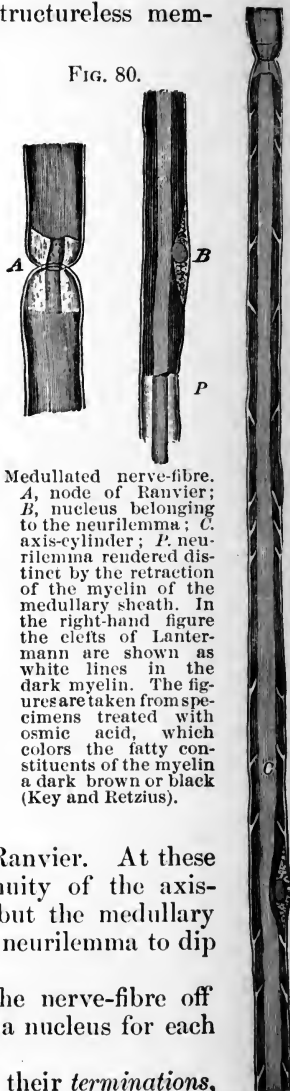 tructureless mem-
FIG. 80.
A
B
P
Medullated nerve-fibre.
A, node of Ranvier;
B, nucleus belonging
to the neurilemma; C.
axis-cylinder; P. neu-
rilemma rendered dis-
tinct by the retraction
of the myelin of the
medullary sheath. In
the right-hand figure
the clefts of Lanter-
mann are shown as
white lines in the
dark myelin. The fig-
ures are taken from spe-
cimens treated with
osmic acid, which
colors the fatty con-
stituents of the myelin
a dark brown or black
(Key and Retzius).
C
Ranvier. At these
nuity of the axis-
but the medullary
neurilemma to dip
he nerve-fibre off
a nucleus for each
their terminations.